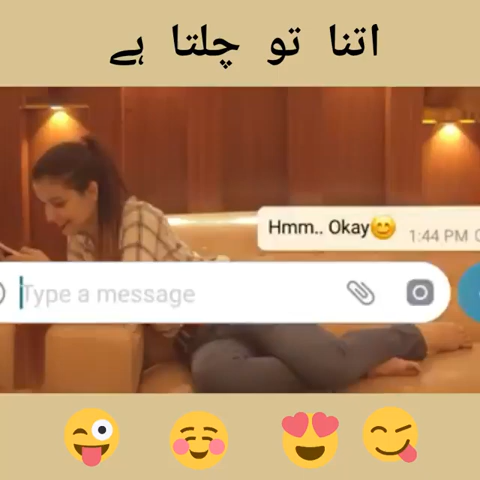 اتنا تو چلتا ہے
Hmm.. Okay😊
1:44 PM
Type a message